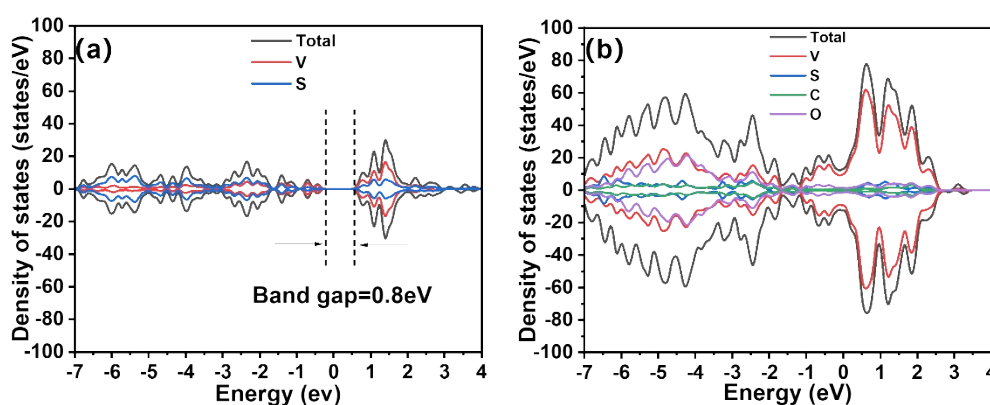 (a)
Total
V
S
100
80
60
40
20
0
-20
-40
-60
-80
-100
Density of states (states/eV)
Band gap=0.8eV
-7 -6 -5 -4 -3 -2 -1 0 1 2 3 4
Energy (ev)
(b)
Total
V
S
C
O
100
80
60
40
20
0
-20
-40
-60
-80
-100
Density of states (states/eV)
-7 -6 -5 -4 -3 -2 -1 0 1 2 3 4
Energy (eV)